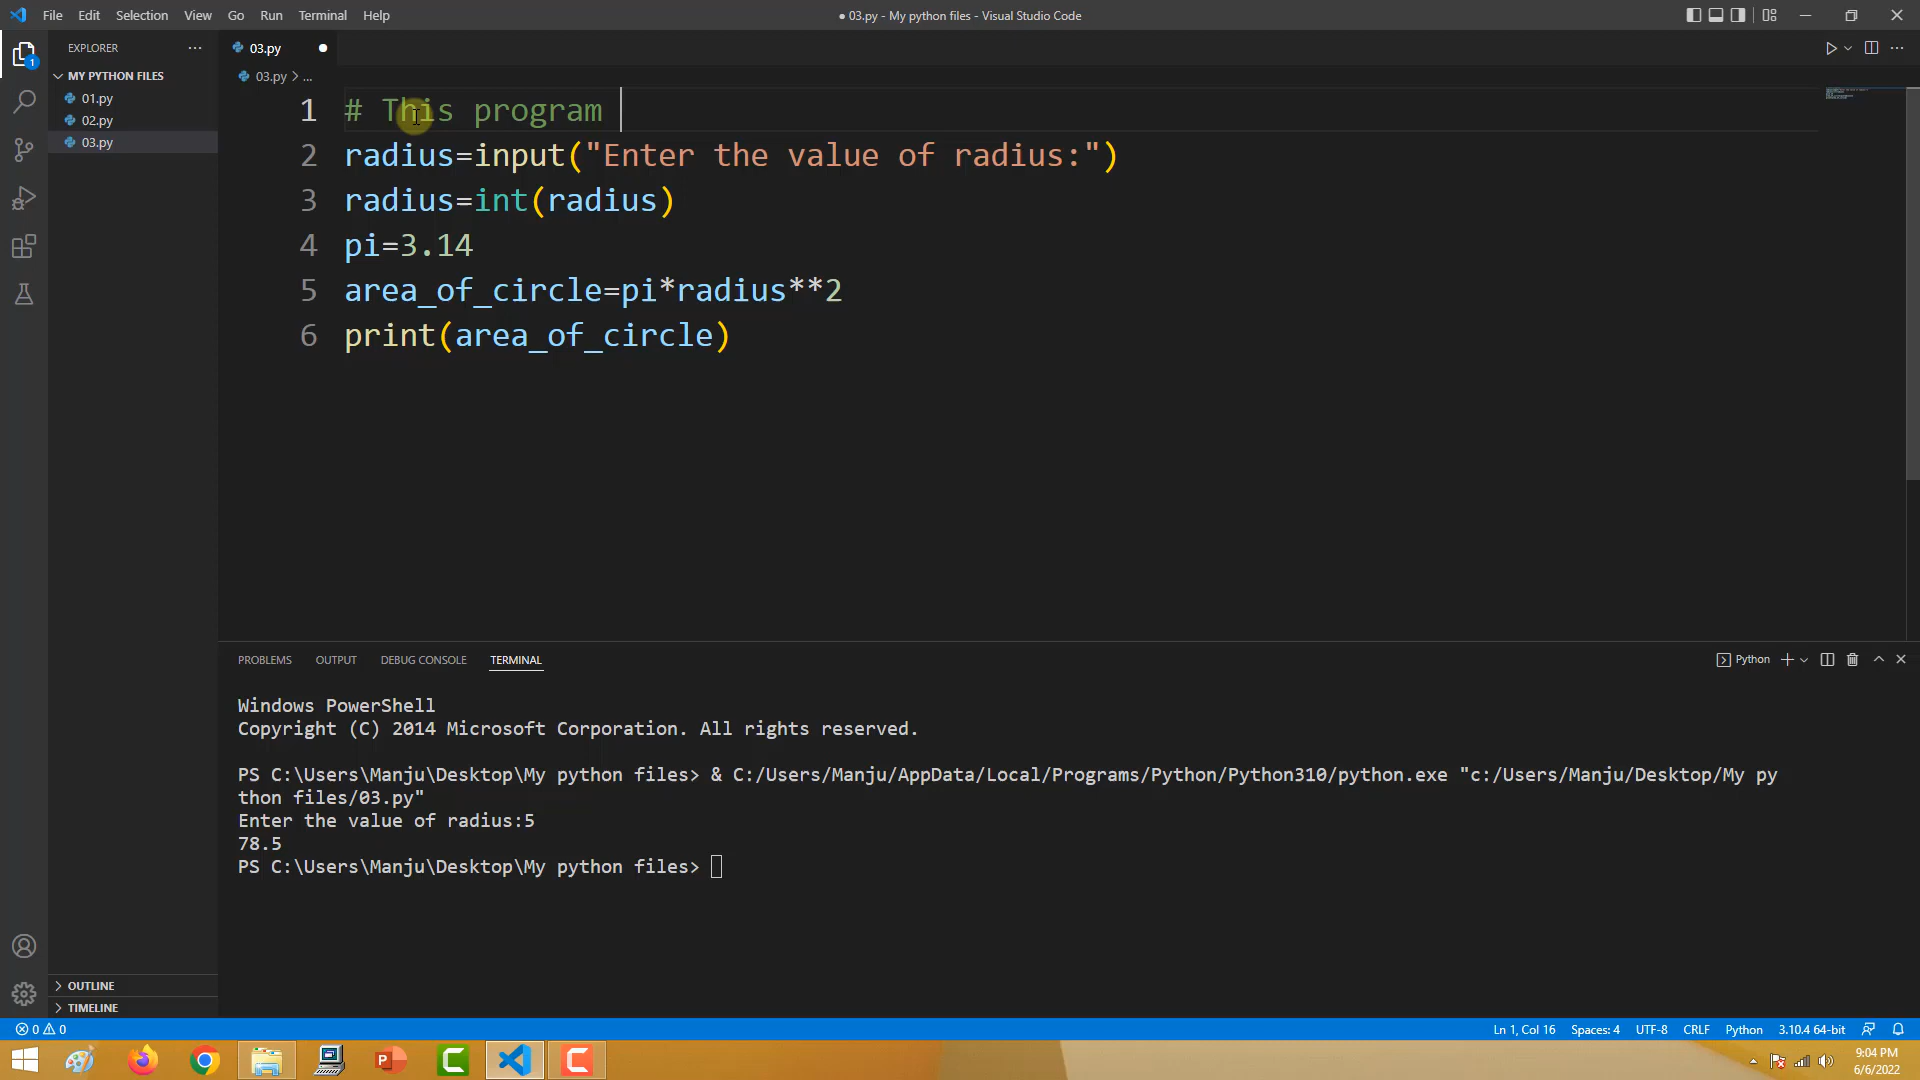 File Edit Selection View Go Run Terminal Help
● 03.py - My python files - Visual Studio Code
EXPLORER
MY PYTHON FILES
01.py
02.py
03.py
1
03.py
03.py > ...
1 # This program
2 radius=input("Enter the value of radius:")
3 radius=int(radius)
4 pi=3.14
5 area_of_circle=pi*radius**2
6 print(area_of_circle)
PROBLEMS OUTPUT DEBUG CONSOLE TERMINAL
Python
Windows PowerShell
Copyright (C) 2014 Microsoft Corporation. All rights reserved.
PS C:\Users\Manju\Desktop\My python files> & C:/Users/Manju/AppData/Local/Programs/Python/Python310/python.exe "c:/Users/Manju/Desktop/My py
thon files/03.py"
Enter the value of radius:5
78.5
PS C:\Users\Manju\Desktop\My python files>
OUTLINE
TIMELINE
0 0
Ln 1, Col 16 Spaces: 4 UTF-8 CRLF Python 3.10.4 64-bit
9:04 PM
6/6/2022